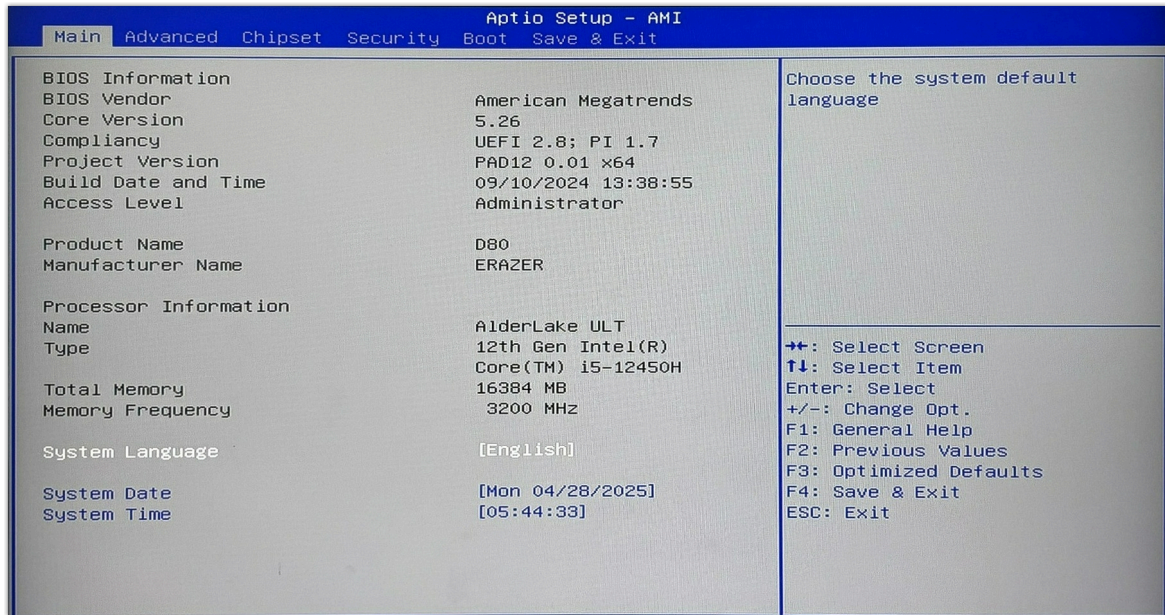 Aptio Setup – AMI
Main Advanced Chipset Security Boot Save & Exit
BIOS Information
BIOS Vendor American Megatrends
Core Version 5.26
Compliancy UEFI 2.8; PI 1.7
Project Version PAD12 0.01 x64
Build Date and Time 09/10/2024 13:38:55
Access Level Administrator
Product Name D80
Manufacturer Name ERAZER
Processor Information
Name AlderLake ULT
Type 12th Gen Intel(R)
Core(TM) i5-12450H
Total Memory 16384 MB
Memory Frequency 3200 MHz
System Language [English]
System Date [Mon 04/28/2025]
System Time [05:44:33]
Choose the system default
language
→←: Select Screen
↑↓: Select Item
Enter: Select
+/-: Change Opt.
F1: General Help
F2: Previous Values
F3: Optimized Defaults
F4: Save & Exit
ESC: Exit